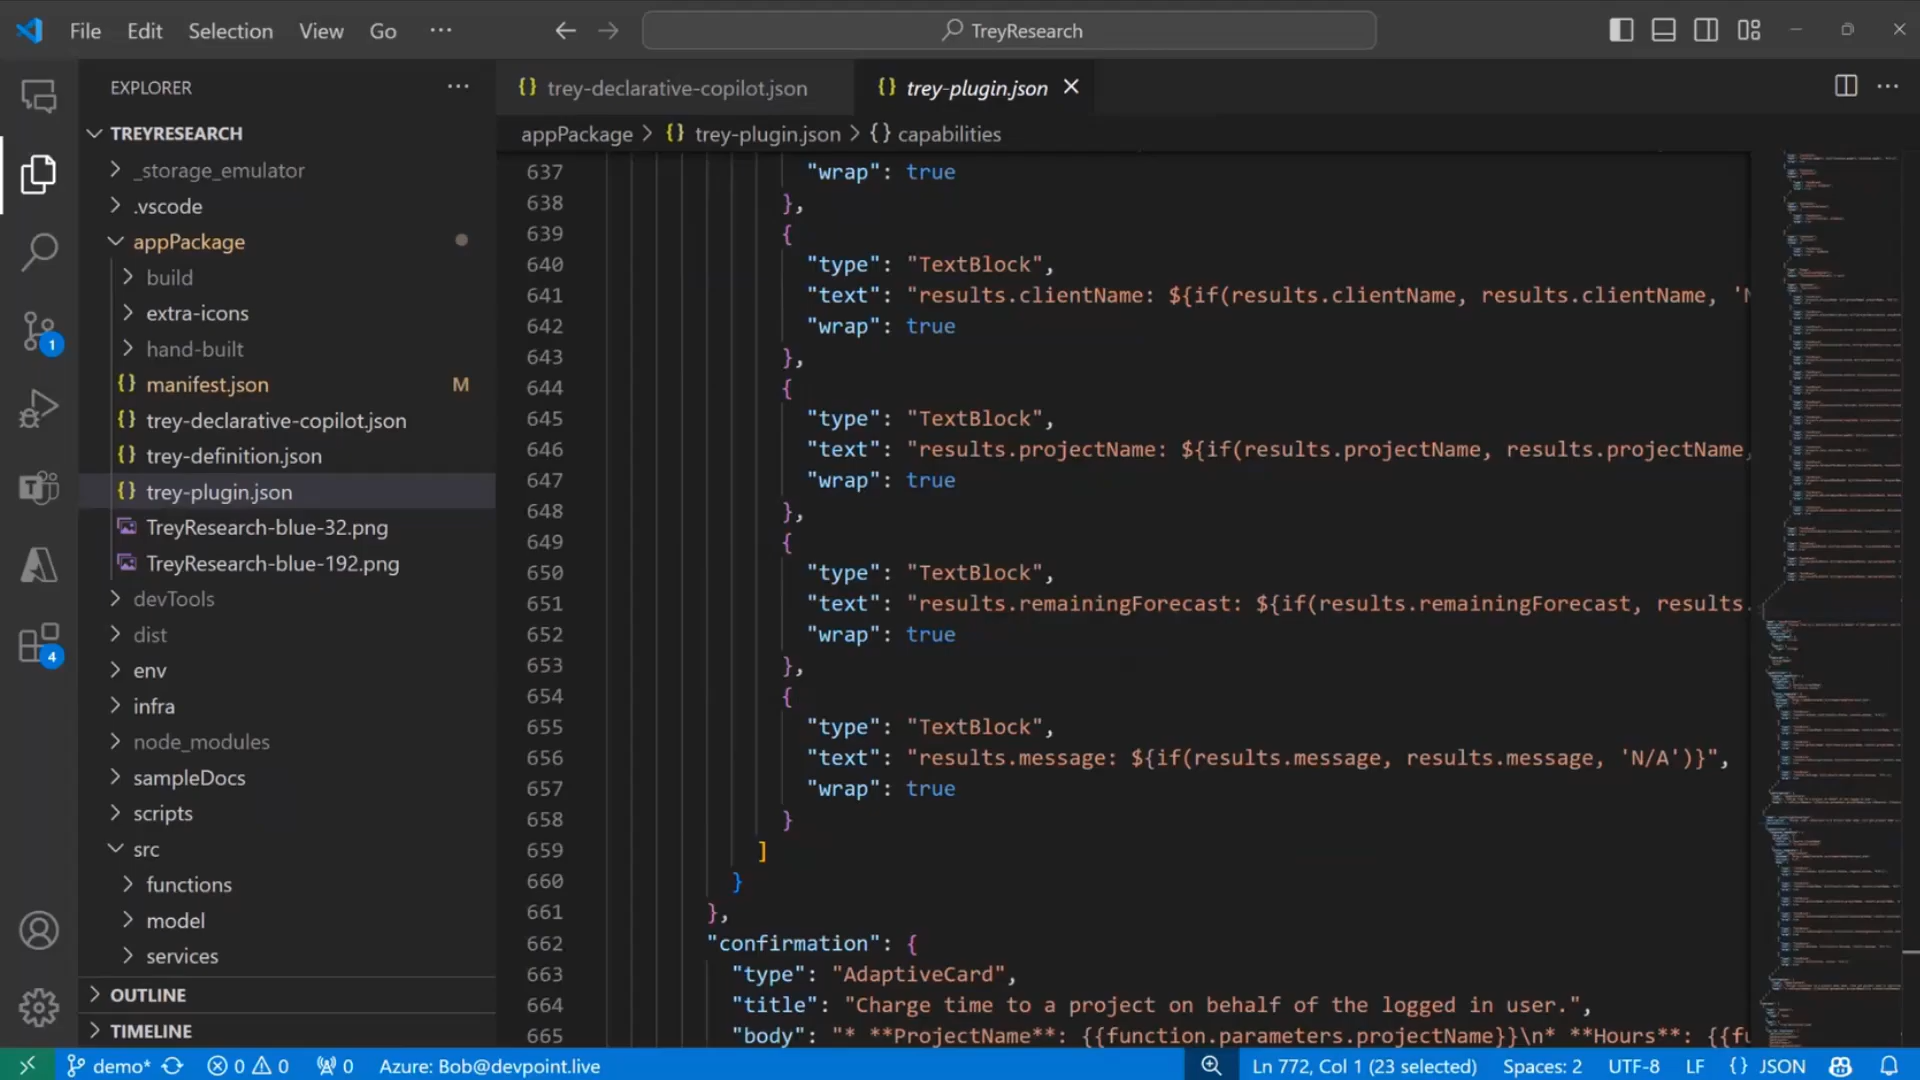 File Edit Selection View Go ···
TreyResearch
EXPLORER
trey-declarative-copilot.json
trey-plugin.json
appPackage > {} trey-plugin.json > {} capabilities
TREYRESEARCH
_storage_emulator
.vscode
appPackage
build
extra-icons
hand-built
{} manifest.json M
{} trey-declarative-copilot.json
{} trey-definition.json
{} trey-plugin.json
TreyResearch-blue-32.png
TreyResearch-blue-192.png
devTools
dist
env
infra
node_modules
sampleDocs
scripts
src
functions
model
services
OUTLINE
TIMELINE
1
4
637 "wrap": true
638 },
639 {
640 "type": "TextBlock",
641 "text": "results.clientName: ${if(results.clientName, results.clientName, '
642 "wrap": true
643 },
644 {
645 "type": "TextBlock",
646 "text": "results.projectName: ${if(results.projectName, results.projectName,
647 "wrap": true
648 },
649 {
650 "type": "TextBlock",
651 "text": "results.remainingForecast: ${if(results.remainingForecast, results.
652 "wrap": true
653 },
654 {
655 "type": "TextBlock",
656 "text": "results.message: ${if(results.message, results.message, 'N/A')}",
657 "wrap": true
658 }
659 ]
660 }
661 },
662 "confirmation": {
663 "type": "AdaptiveCard",
664 "title": "Charge time to a project on behalf of the logged in user.",
665 "body": "* **ProjectName**: {{function.parameters.projectName}}\n* **Hours**: {{fu
demo* 0 0 0 Azure: Bob@devpoint.live Ln 772, Col 1 (23 selected) Spaces: 2 UTF-8 LF {} JSON